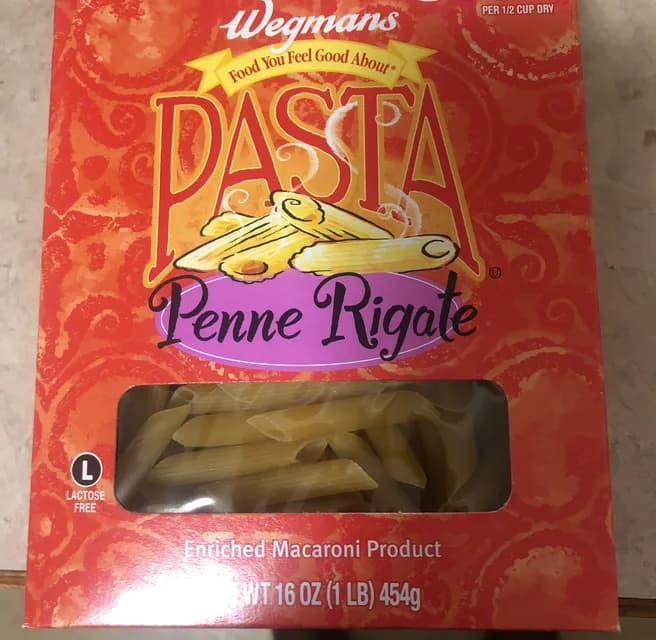 Wegmans
PER 1/2 CUP DRY
Food You Feel Good About®
PASTA
Penne Rigate
L
LACTOSE
FREE
Enriched Macaroni Product
WT 16 OZ (1 LB) 454g